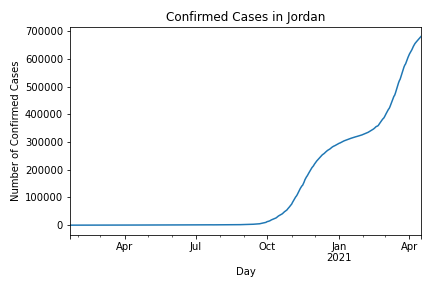 Confirmed Cases in Jordan
700000
600000
500000
400000
300000
200000
100000
0
Number of Confirmed Cases
Apr Jul Oct Jan Apr
2021
Day